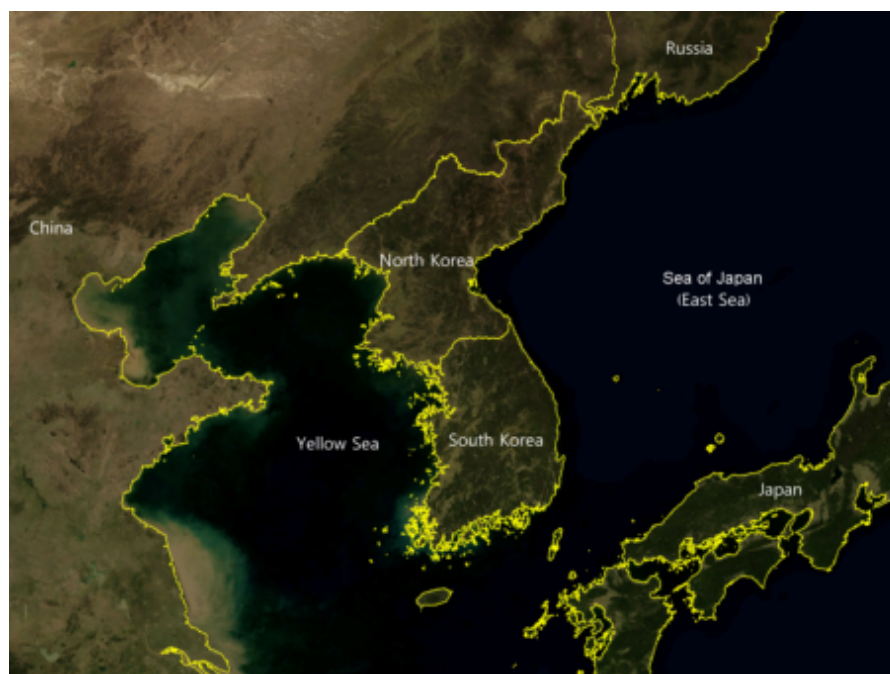 Russia
China
North Korea
Sea of Japan
(East Sea)
Yellow Sea
South Korea
Japan